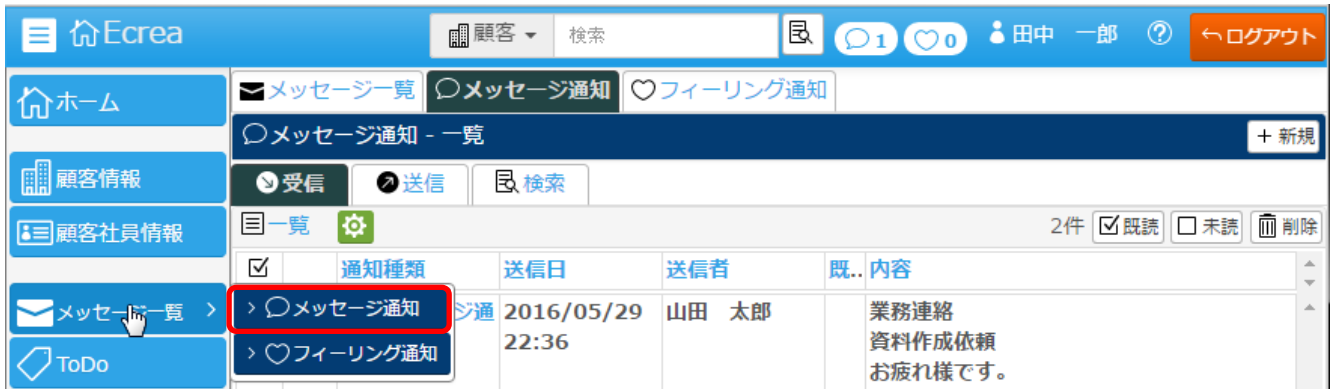 Ecrea 顧客 検索 1 0 田中 一郎 ? ログアウト
ホーム
顧客情報
顧客社員情報
メッセージ一覧 >
ToDo
メッセージ一覧 メッセージ通知 フィーリング通知
メッセージ通知 - 一覧 + 新規
受信 送信 検索
一覧 2件 既読 未読 削除
通知種類 送信日 送信者 既.. 内容
> メッセージ通知
> フィーリング通知
ジ通 2016/05/29 山田 太郎 業務連絡
22:36 資料作成依頼
お疲れ様です。